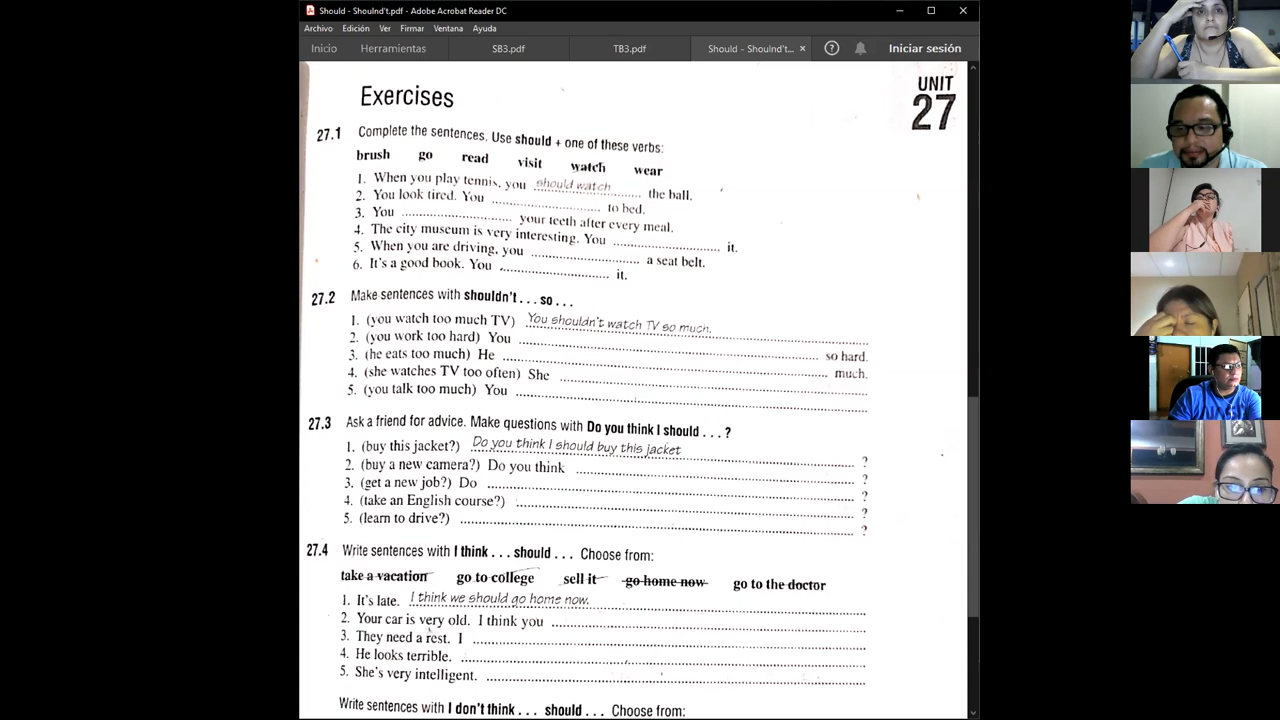 Should - Shoulnd't.pdf - Adobe Acrobat Reader DC
Archivo Edición Ver Firmar Ventana Ayuda
Inicio Herramientas SB3.pdf TB3.pdf Should - Shoulnd't... × ? Iniciar sesión
Exercises
UNIT
27
27.1 Complete the sentences. Use should + one of these verbs:
brush go read visit watch wear
1. When you play tennis, you should watch the ball.
2. You look tired. You .......... to bed.
3. You .......... your teeth after every meal.
4. The city museum is very interesting. You .......... it.
5. When you are driving, you .......... a seat belt.
6. It's a good book. You .......... it.
27.2 Make sentences with shouldn't . . . so . . .
1. (you watch too much TV) You shouldn't watch TV so much.
2. (you work too hard) You .......... so hard.
3. (he eats too much) He .......... much.
4. (she watches TV too often) She ..........
5. (you talk too much) You ..........
27.3 Ask a friend for advice. Make questions with Do you think I should . . . ?
1. (buy this jacket?) Do you think I should buy this jacket ?
2. (buy a new camera?) Do you think .......... ?
3. (get a new job?) Do .......... ?
4. (take an English course?) .......... ?
5. (learn to drive?) .......... ?
27.4 Write sentences with I think . . . should . . . Choose from:
take a vacation go to college sell it go home now go to the doctor
1. It's late. I think we should go home now.
2. Your car is very old. I think you ..........
3. They need a rest. I ..........
4. He looks terrible. ..........
5. She's very intelligent. ..........
Write sentences with I don't think . . . should . . . Choose from: